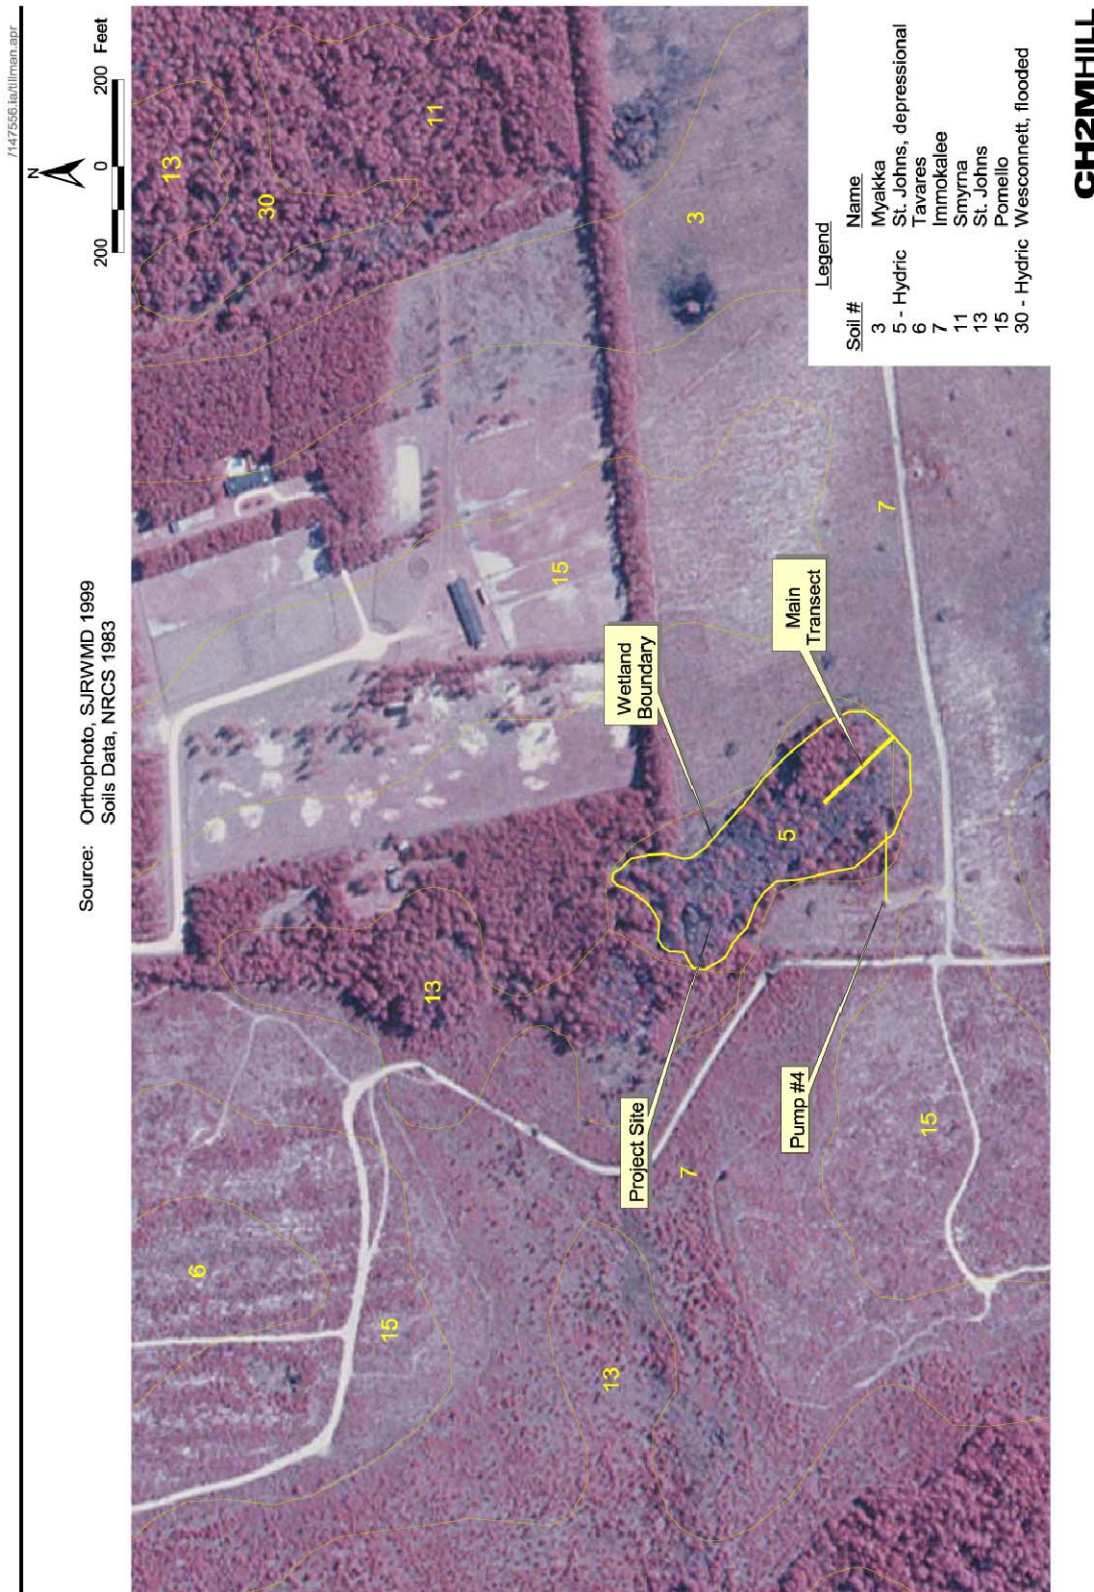 /147556.ia/tillman.apr
N
200 0 200 Feet
Source: Orthophoto, SJRWMD 1999
Soils Data, NRCS 1983
13
30
11
3
15
7
6
15
13
13
7
15
5
Wetland
Boundary
Main
Transect
Project Site
Pump #4
Legend
Soil # Name
3 Myakka
5 - Hydric St. Johns, depressional
6 Tavares
7 Immokalee
11 Smyrna
13 St. Johns
15 Pomello
30 - Hydric Wesconnett, flooded
CH2MHILL